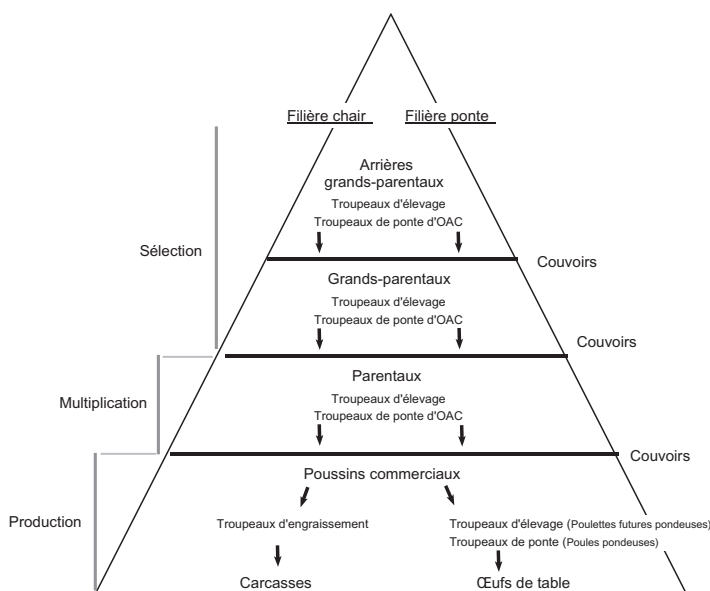 Filière chair Filière ponte
Arrières
grands-parentaux
Troupeaux d'élevage
Troupeaux de ponte d'OAC
Sélection
Couvoirs
Grands-parentaux
Troupeaux d'élevage
Troupeaux de ponte d'OAC
Couvoirs
Parentaux
Multiplication
Troupeaux d'élevage
Troupeaux de ponte d'OAC
Couvoirs
Poussins commerciaux
Production
Troupeaux d'engraissement
Troupeaux d'élevage (Poulettes futures pondeuses)
Troupeaux de ponte (Poules pondeuses)
Carcasses
Œufs de table